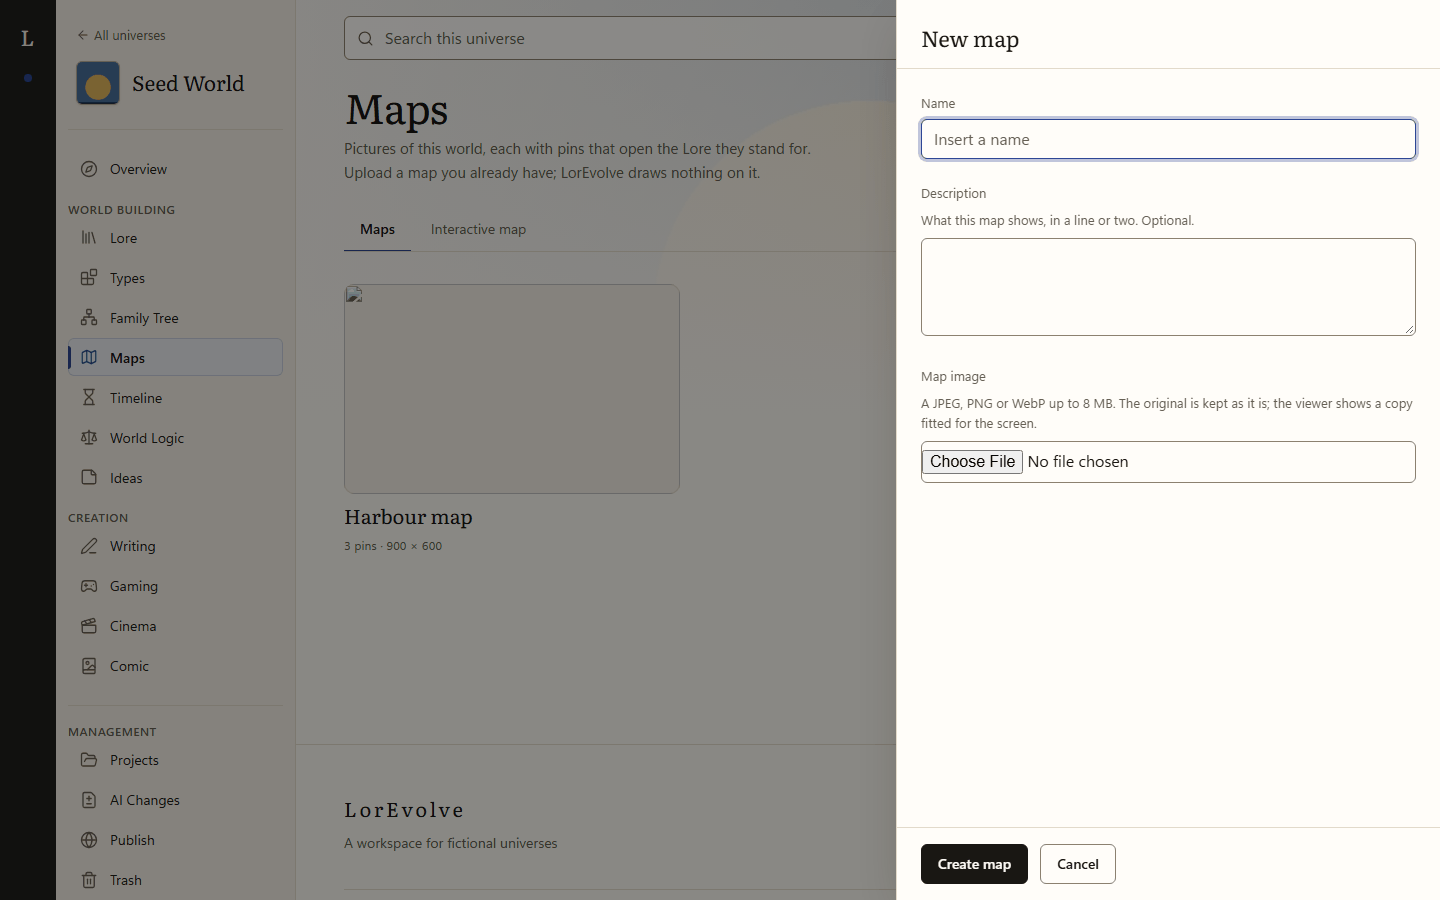 L
All universes
Seed World
Overview
WORLD BUILDING
Lore
Types
Family Tree
Maps
Timeline
World Logic
Ideas
CREATION
Writing
Gaming
Cinema
Comic
MANAGEMENT
Projects
AI Changes
Publish
Trash
Search this universe
Maps
Pictures of this world, each with pins that open the Lore they stand for.
Upload a map you already have; LorEvolve draws nothing on it.
Maps
Interactive map
Harbour map
3 pins · 900 × 600
LorEvolve
A workspace for fictional universes
New map
Name
Insert a name
Description
What this map shows, in a line or two. Optional.
Map image
A JPEG, PNG or WebP up to 8 MB. The original is kept as it is; the viewer shows a copy
fitted for the screen.
Choose File No file chosen
Create map
Cancel